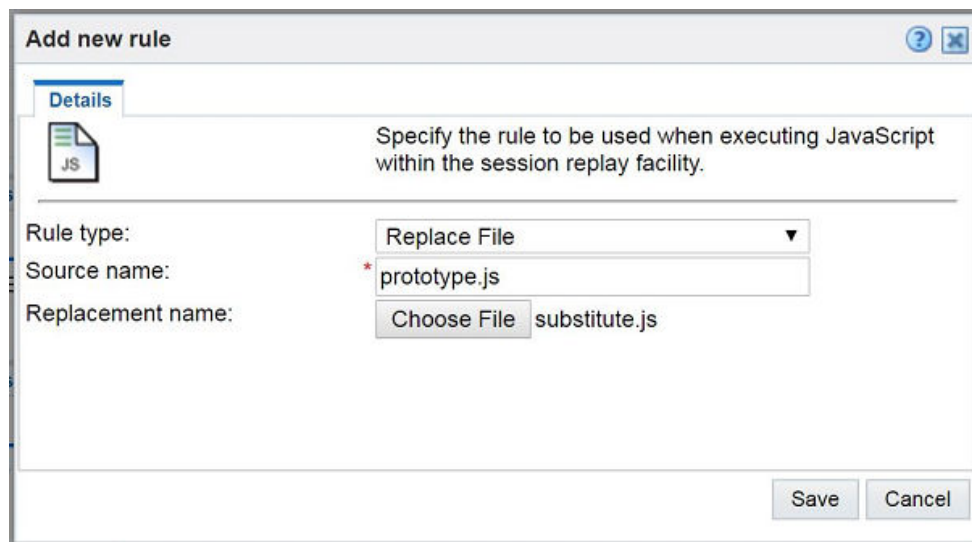 Add new rule
Details
JS
Specify the rule to be used when executing JavaScript
within the session replay facility.
Rule type:
Replace File
Source name:
* prototype.js
Replacement name:
Choose File substitute.js
Save Cancel